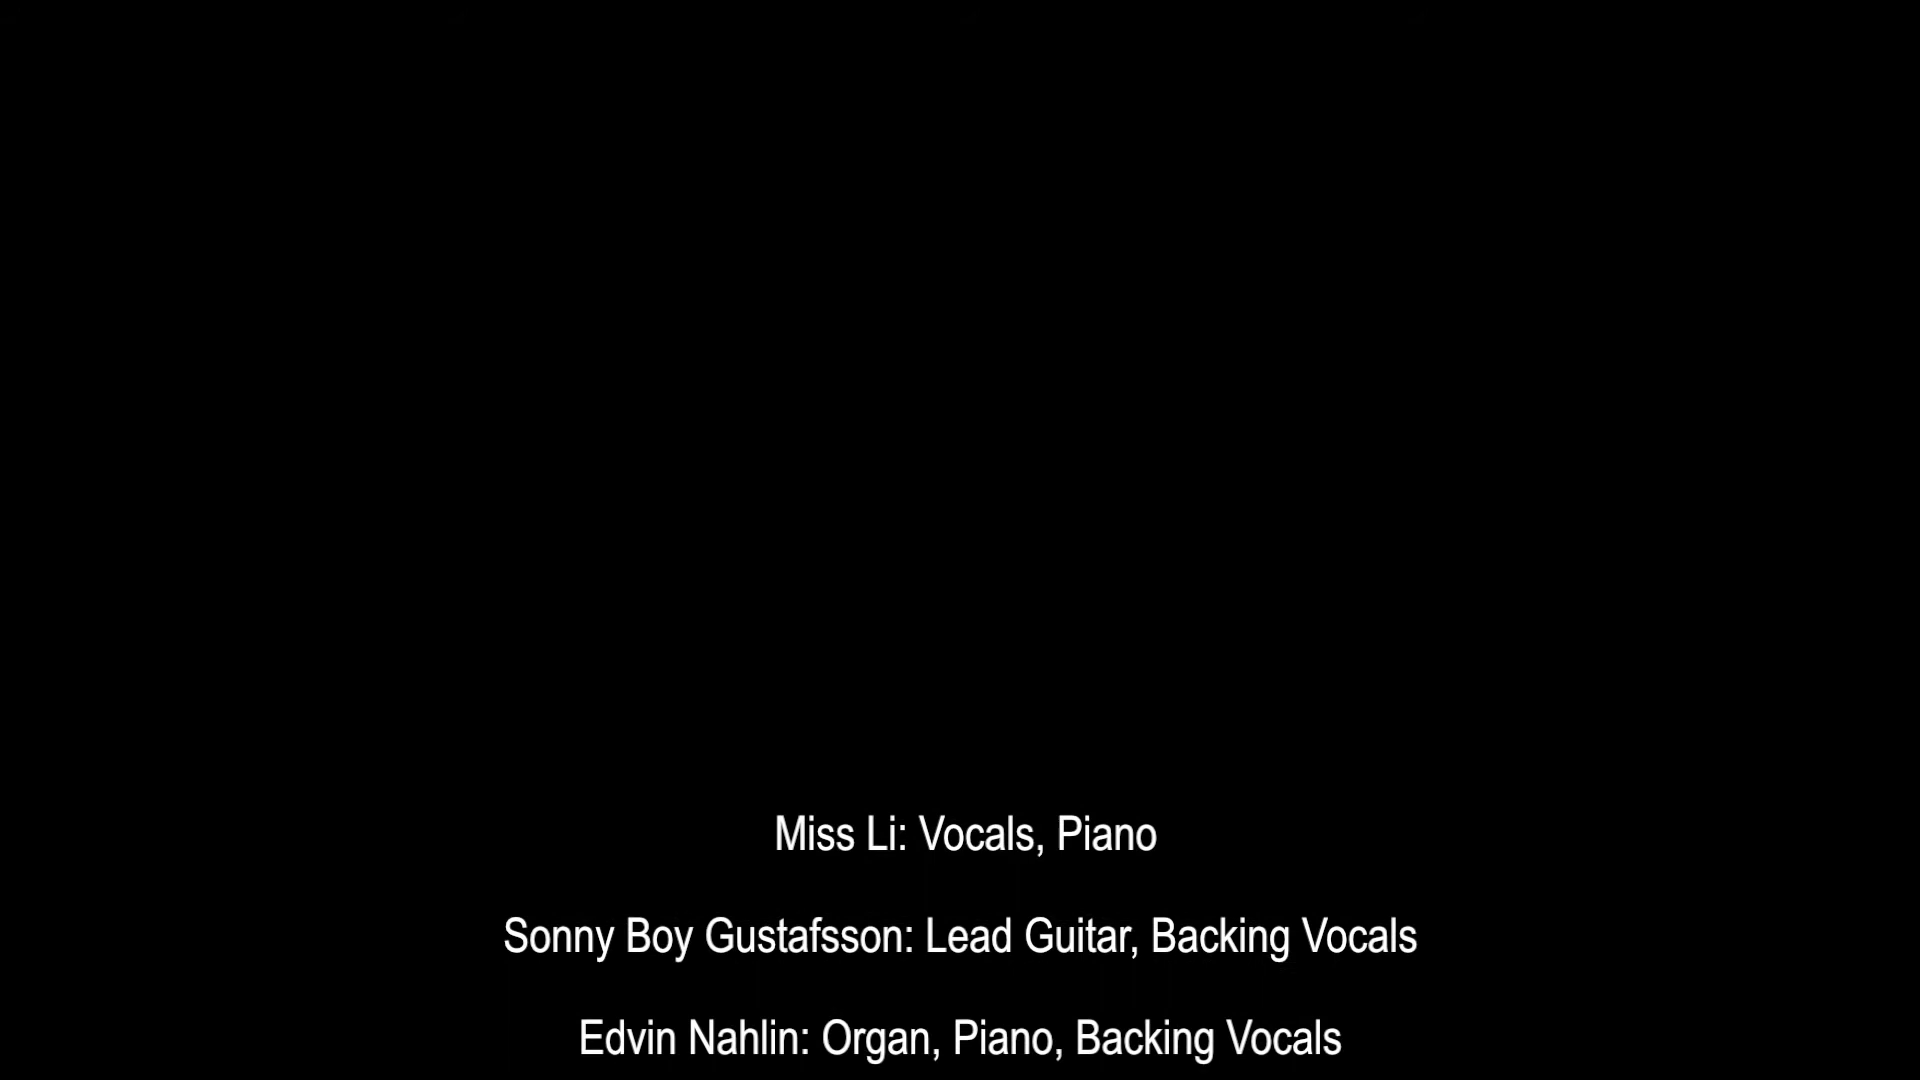 Miss Li: Vocals, Piano
Sonny Boy Gustafsson: Lead Guitar, Backing Vocals
Edvin Nahlin: Organ, Piano, Backing Vocals